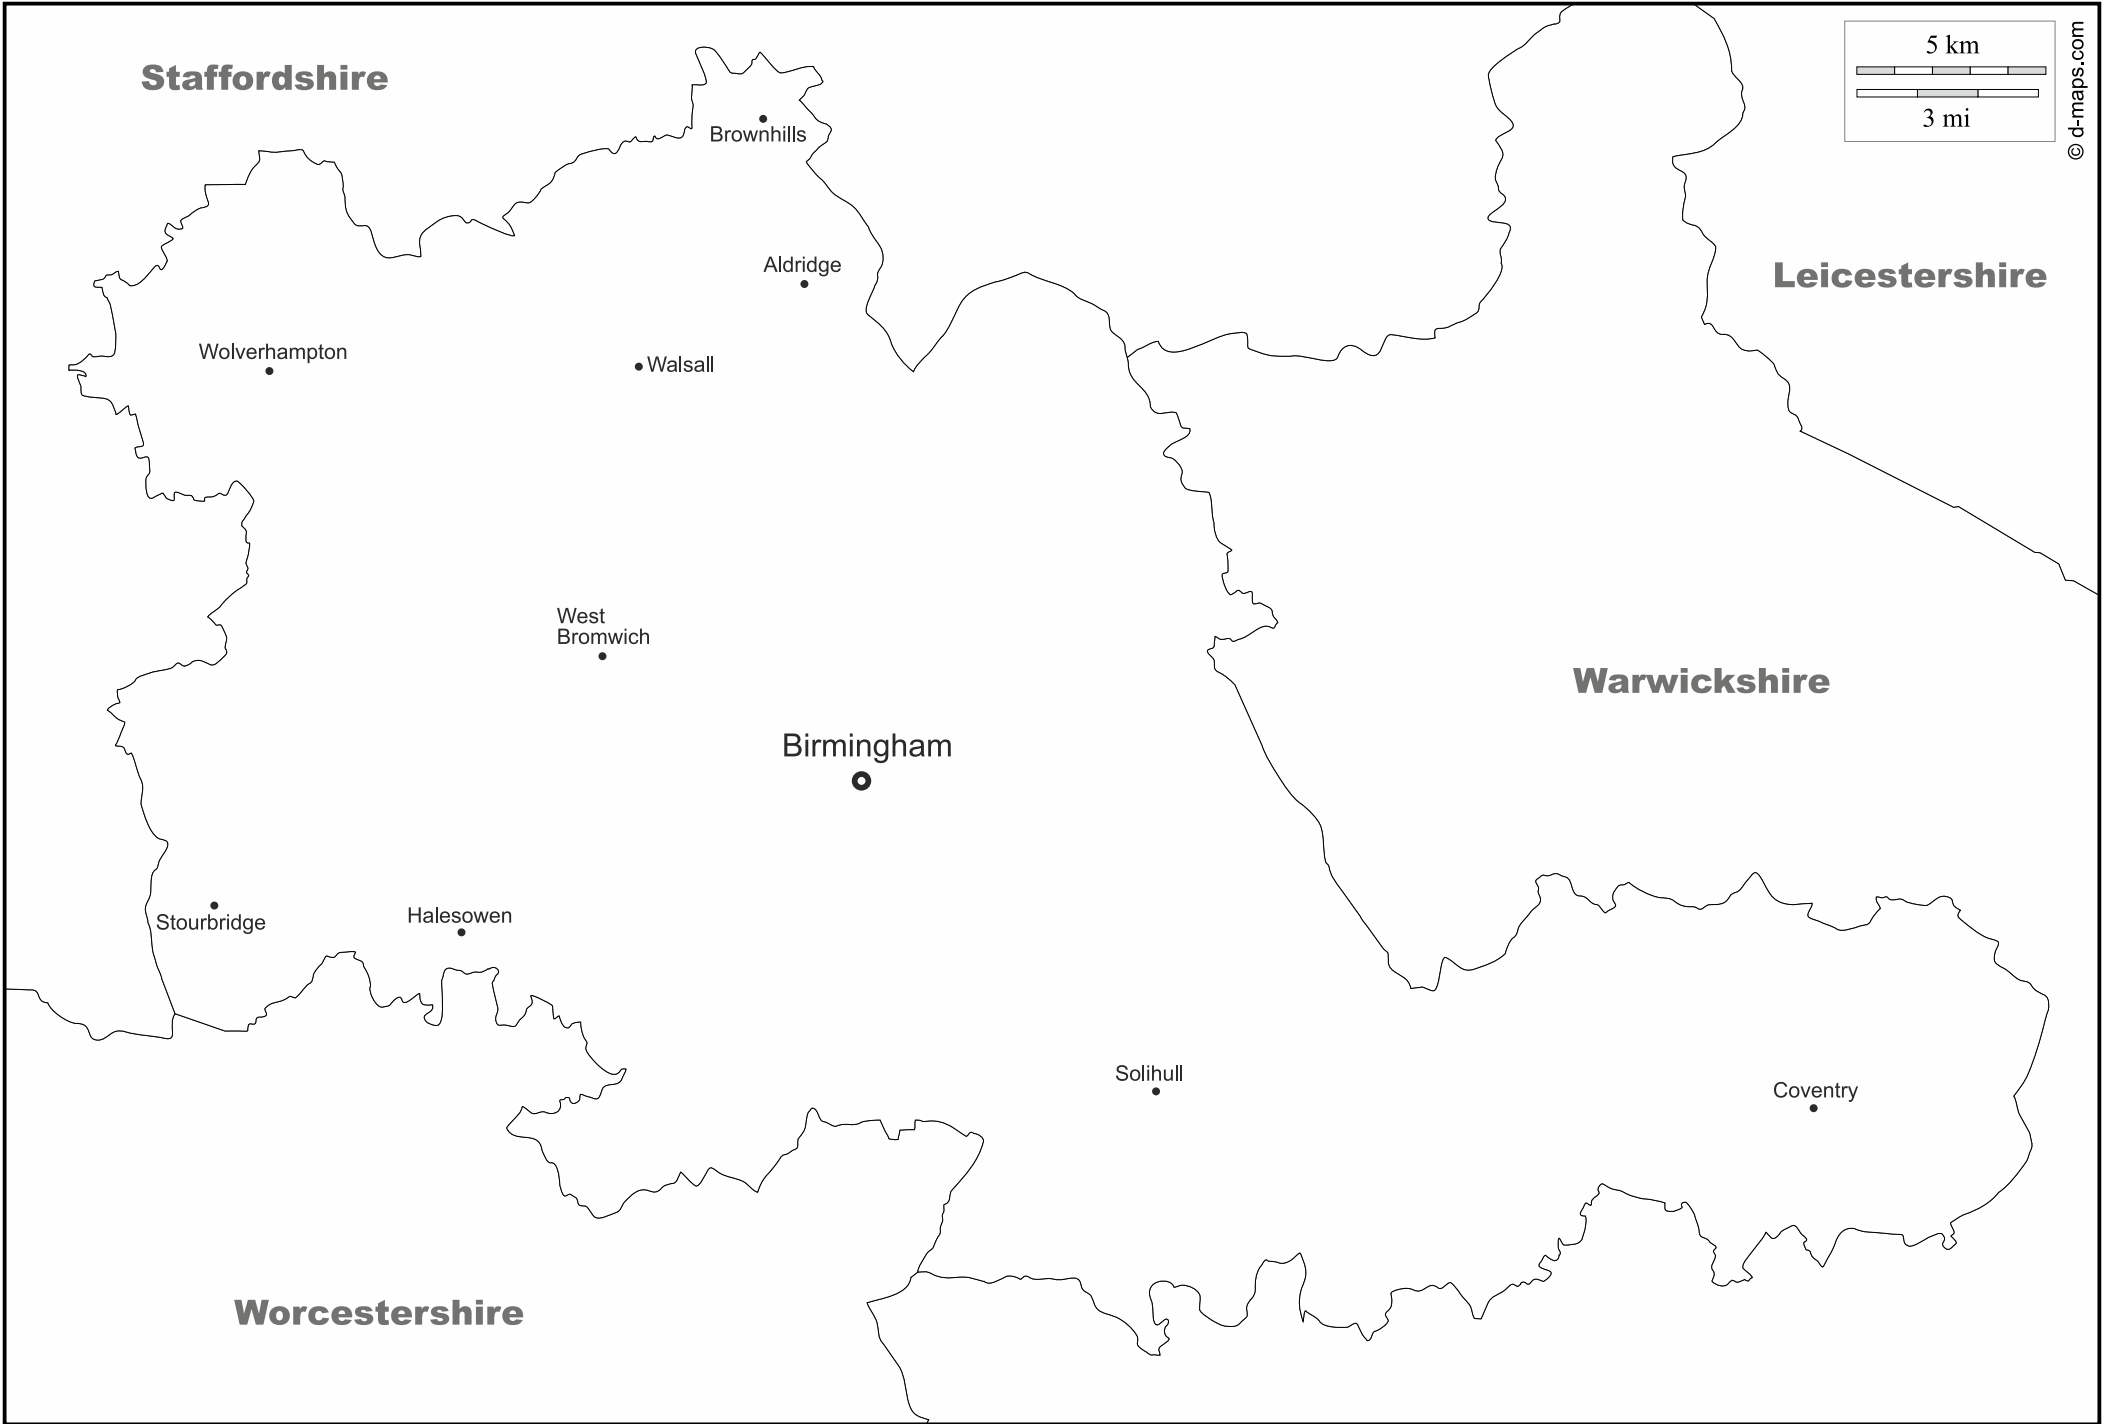 Staffordshire
5 km
3 mi
© d-maps.com
Brownhills
Aldridge
Leicestershire
Wolverhampton
Walsall
West
Bromwich
Warwickshire
Birmingham
Stourbridge
Halesowen
Solihull
Coventry
Worcestershire